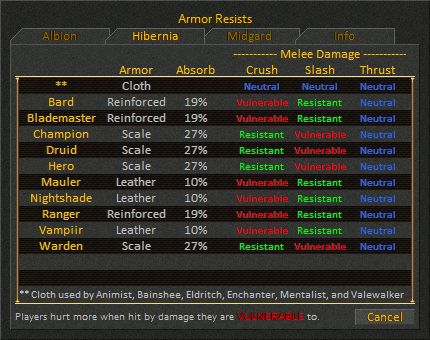 Armor Resists
Albion Hibernia Midgard Info
----------- Melee Damage -----------
Armor Absorb Crush Slash Thrust
** Cloth Neutral Neutral Neutral
Bard Reinforced 19% Vulnerable Resistant Neutral
Blademaster Reinforced 19% Vulnerable Resistant Neutral
Champion Scale 27% Resistant Vulnerable Neutral
Druid Scale 27% Resistant Vulnerable Neutral
Hero Scale 27% Resistant Vulnerable Neutral
Mauler Leather 10% Vulnerable Resistant Neutral
Nightshade Leather 10% Vulnerable Resistant Neutral
Ranger Reinforced 19% Vulnerable Resistant Neutral
Vampiir Leather 10% Vulnerable Resistant Neutral
Warden Scale 27% Resistant Vulnerable Neutral
** Cloth used by Animist, Bainshee, Eldritch, Enchanter, Mentalist, and Valewalker
Players hurt more when hit by damage they are VULNERABLE to. Cancel